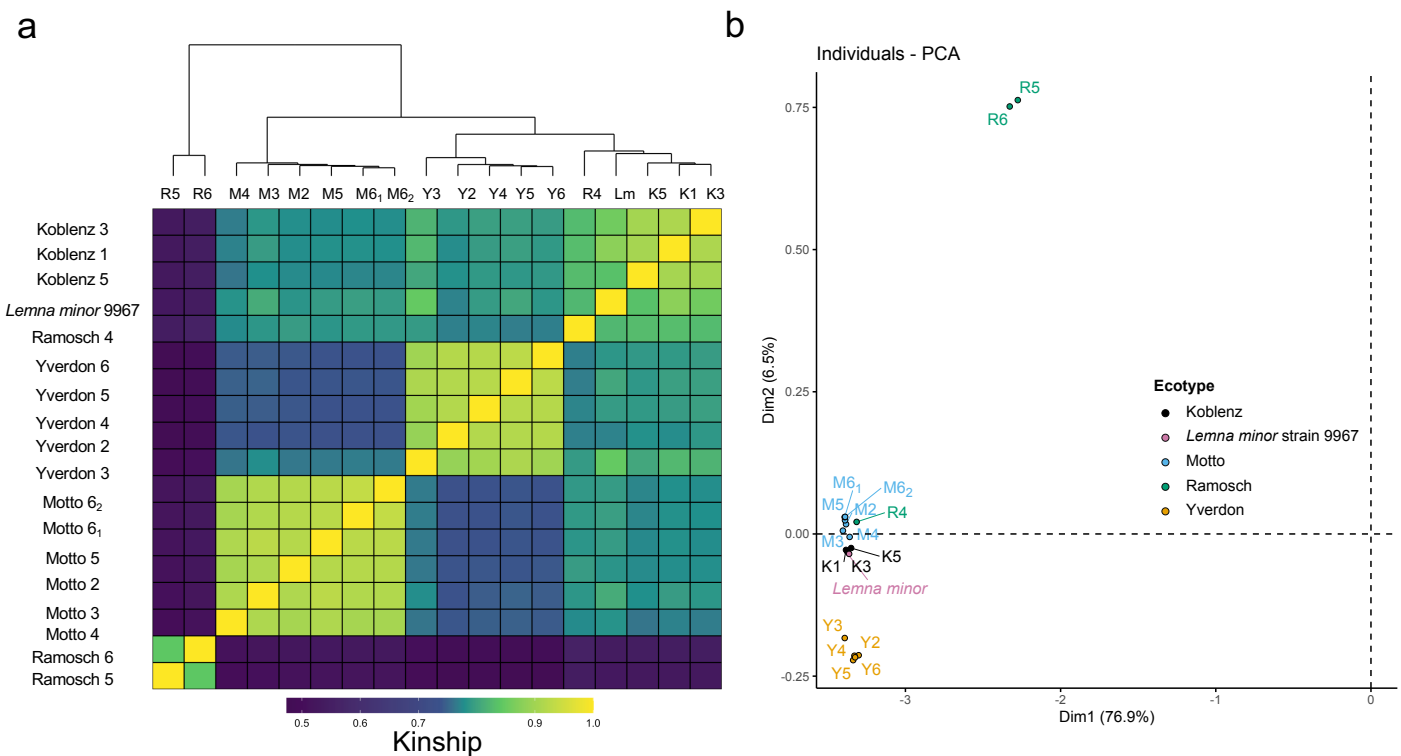 a
b
Individuals - PCA
R5 R6 M4 M3 M2 M5 M6₁ M6₂ Y3 Y2 Y4 Y5 Y6 R4 Lm K5 K1 K3
Koblenz 3
Koblenz 1
Koblenz 5
Lemna minor 9967
Ramosch 4
Yverdon 6
Yverdon 5
Yverdon 4
Yverdon 2
Yverdon 3
Motto 6₂
Motto 6₁
Motto 5
Motto 2
Motto 3
Motto 4
Ramosch 6
Ramosch 5
0.5 0.6 0.7 0.9 1.0
Kinship
Dim2 (6.5%)
0.75
0.50
0.25
0.00
-0.25
R5
R6
M6₁
M6₂
M5
M2
R4
M3
M4
K5
K1
K3
Lemna minor
Y3
Y2
Y4
Y5
Y6
Ecotype
Koblenz
Lemna minor strain 9967
Motto
Ramosch
Yverdon
-3 -2 -1 0
Dim1 (76.9%)